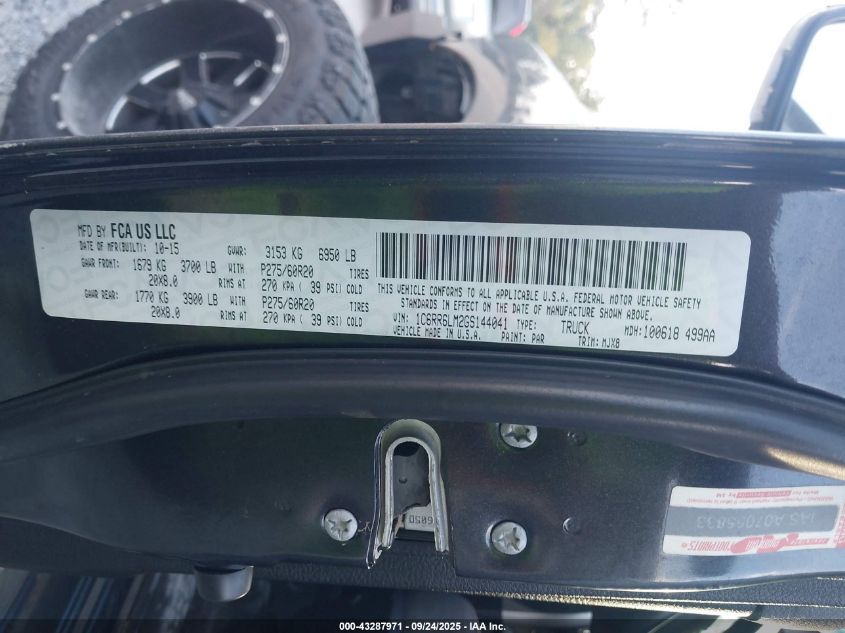 MFD BY FCA US LLC
DATE OF MFR(BUILT): 10-15 GVWR: 3153 KG 6950 LB
GAWR FRONT: 1679 KG 3700 LB WITH P275/60R20 TIRES
20X8.0 RIMS AT 270 KPA ( 39 PSI) COLD
GAWR REAR: 1770 KG 3900 LB WITH P275/60R20 TIRES
20X8.0 RIMS AT 270 KPA ( 39 PSI) COLD
THIS VEHICLE CONFORMS TO ALL APPLICABLE U.S.A. FEDERAL MOTOR VEHICLE SAFETY
STANDARDS IN EFFECT ON THE DATE OF MANUFACTURE SHOWN ABOVE.
VIN: 1C6RR6LM2GS144041 TYPE: TRUCK MDH: 100618 499AA
VEHICLE MADE IN U.S.A. PAINT: PAR TRIM: MJX8
IAS A07065833
6050
000-43287971 - 09/24/2025 - IAA, Inc.